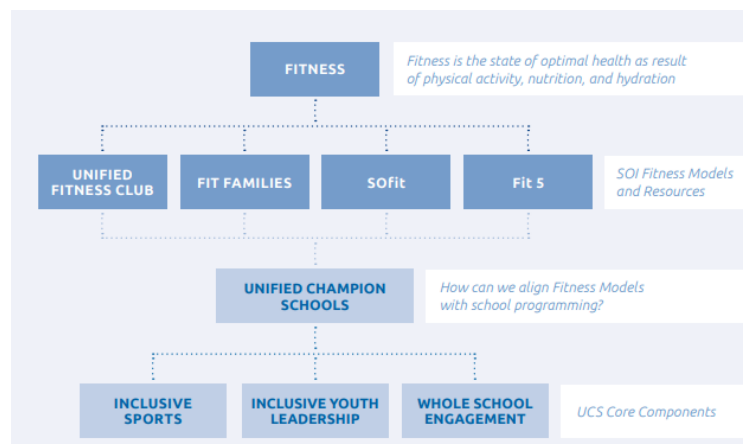 FITNESS
Fitness is the state of optimal health as result
of physical activity, nutrition, and hydration
UNIFIED
FITNESS CLUB
FIT FAMILIES
SOfit
Fit 5
SOI Fitness Models
and Resources
UNIFIED CHAMPION
SCHOOLS
How can we align Fitness Models
with school programming?
INCLUSIVE
SPORTS
INCLUSIVE YOUTH
LEADERSHIP
WHOLE SCHOOL
ENGAGEMENT
UCS Core Components